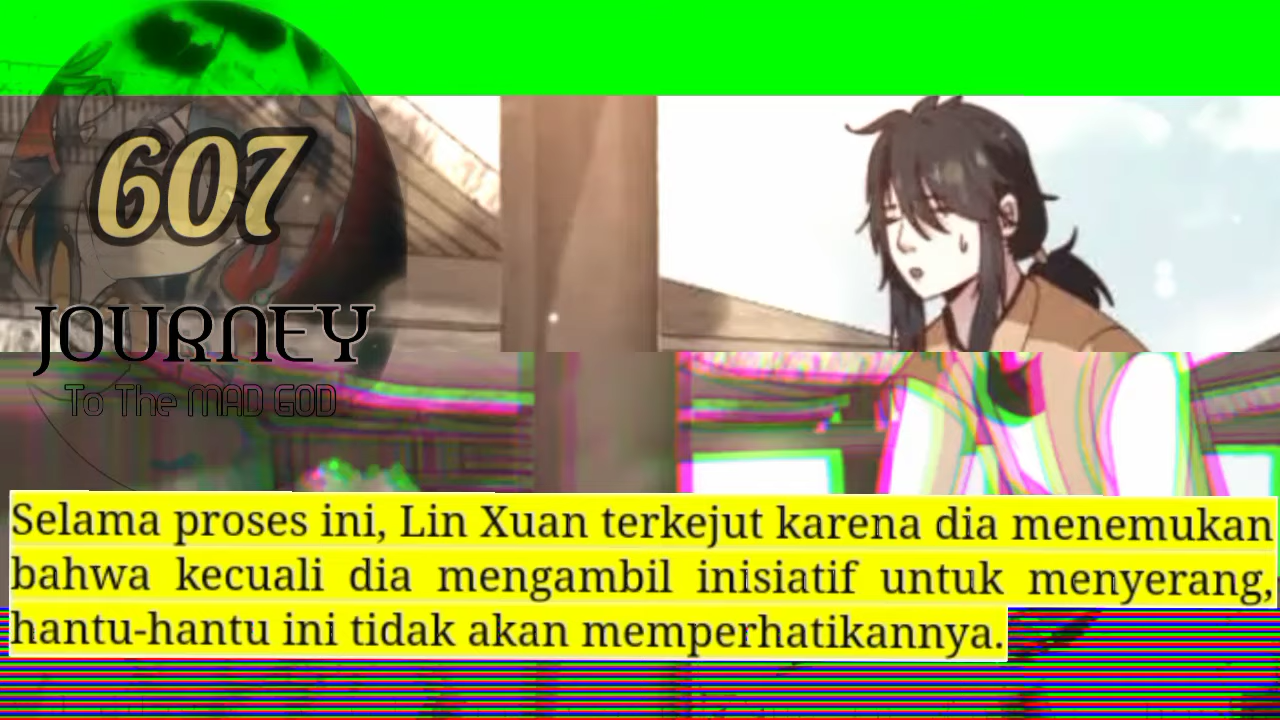 607
JOURNEY
To The MAD GOD
Selama proses ini, Lin Xuan terkejut karena dia menemukan
bahwa kecuali dia mengambil inisiatif untuk menyerang,
hantu-hantu ini tidak akan memperhatikannya.